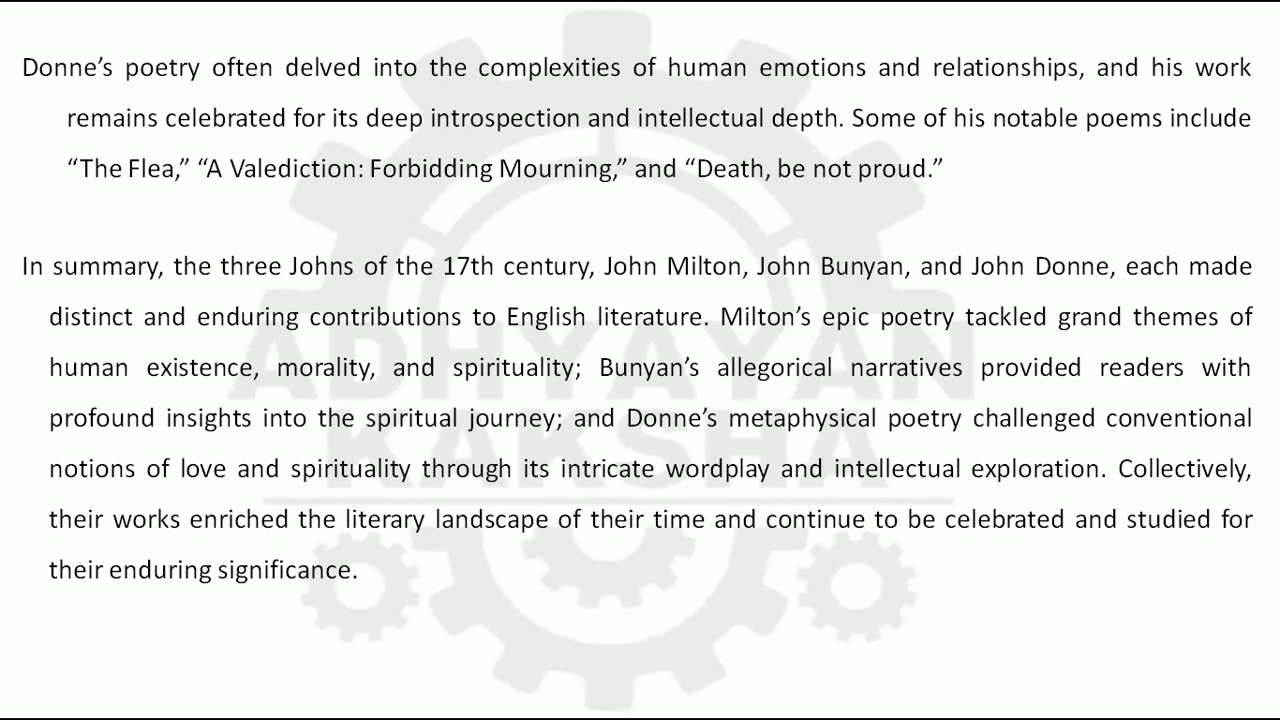 Donne’s poetry often delved into the complexities of human emotions and relationships, and his work
remains celebrated for its deep introspection and intellectual depth. Some of his notable poems include
“The Flea,” “A Valediction: Forbidding Mourning,” and “Death, be not proud.”
In summary, the three Johns of the 17th century, John Milton, John Bunyan, and John Donne, each made
distinct and enduring contributions to English literature. Milton’s epic poetry tackled grand themes of
human existence, morality, and spirituality; Bunyan’s allegorical narratives provided readers with
profound insights into the spiritual journey; and Donne’s metaphysical poetry challenged conventional
notions of love and spirituality through its intricate wordplay and intellectual exploration. Collectively,
their works enriched the literary landscape of their time and continue to be celebrated and studied for
their enduring significance.
ADHYAYAN
KAKSHA